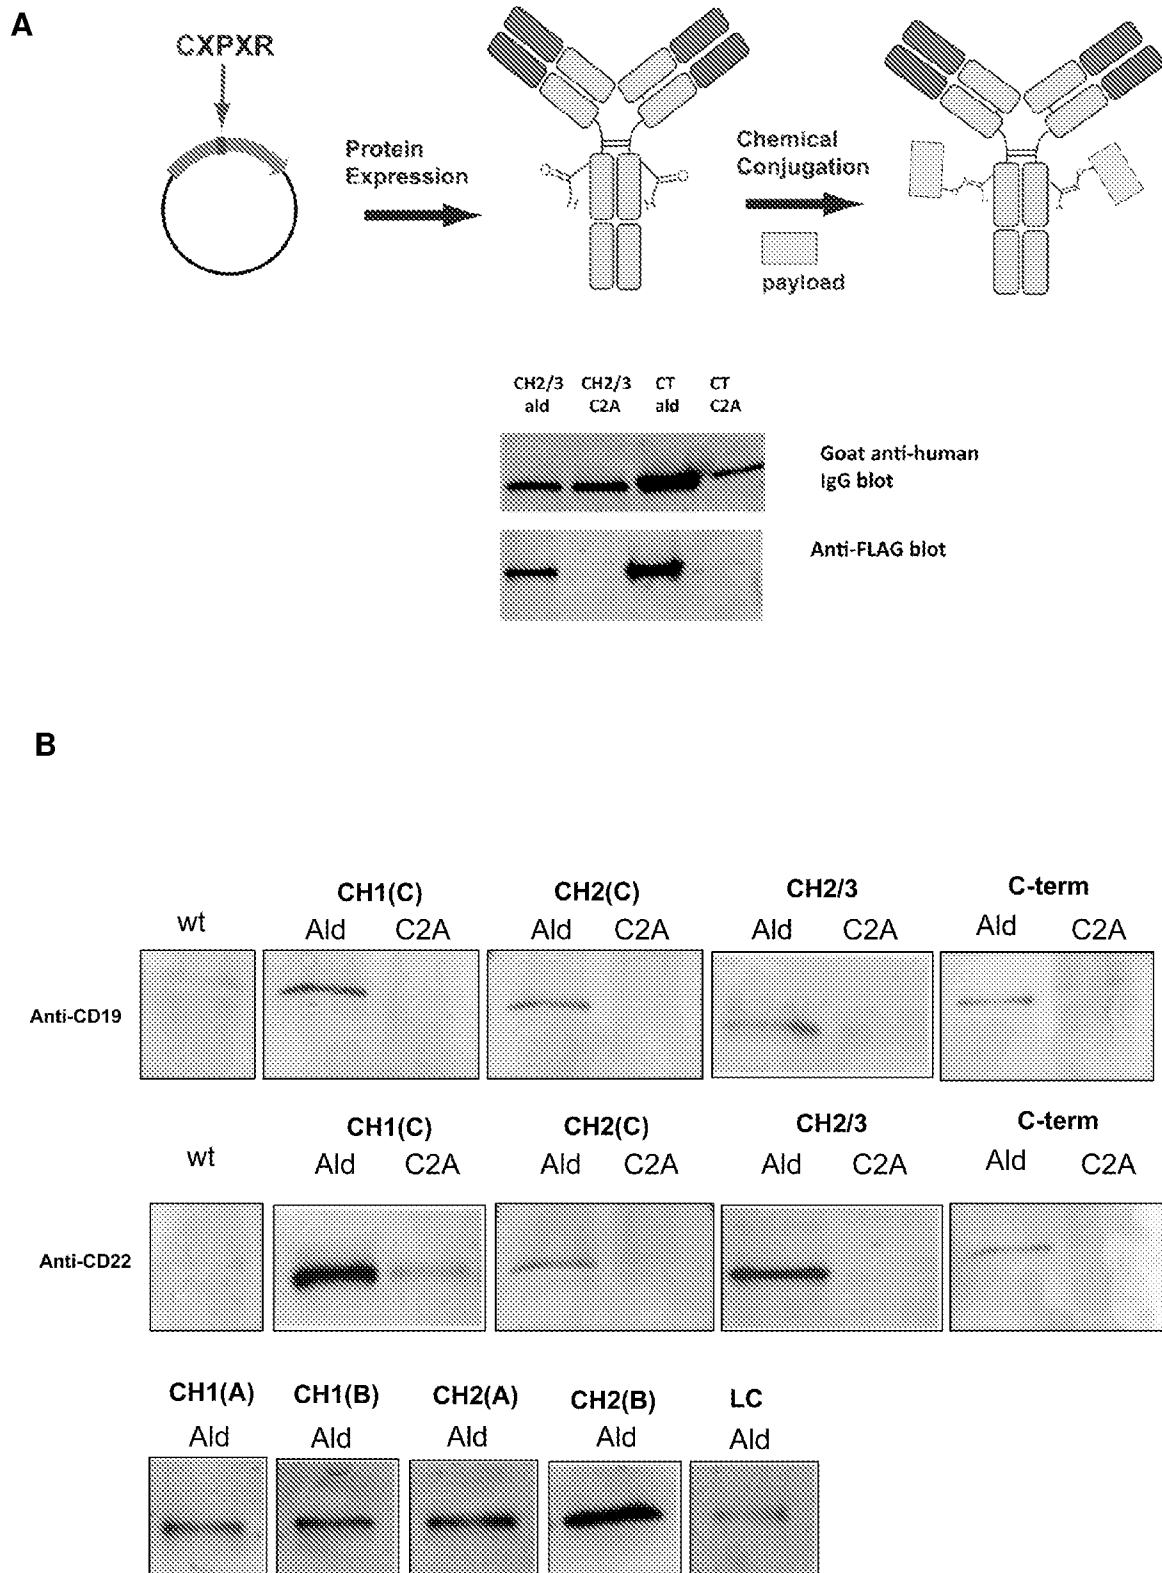 A
CXPXR
Protein
Expression
Chemical
Conjugation
payload
CH2/3 CH2/3 CT CT
ald C2A ald C2A
Goat anti-human
IgG blot
Anti-FLAG blot
B
CH1(C) CH2(C) CH2/3 C-term
wt Ald C2A Ald C2A Ald C2A Ald C2A
Anti-CD19
CH1(C) CH2(C) CH2/3 C-term
wt Ald C2A Ald C2A Ald C2A Ald C2A
Anti-CD22
CH1(A) CH1(B) CH2(A) CH2(B) LC
Ald Ald Ald Ald Ald